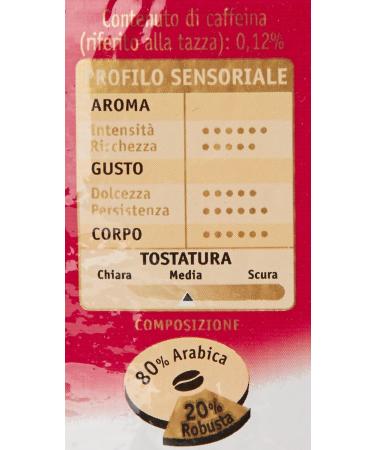 Contenuto di caffeina
(riferito alla tazza): 0,12%
PROFILO SENSORIALE
AROMA
Intensità
Ricchezza
GUSTO
Dolcezza
Persistenza
CORPO
TOSTATURA
Chiara Media Scura
COMPOSIZIONE
80% Arabica
20%
Robusta